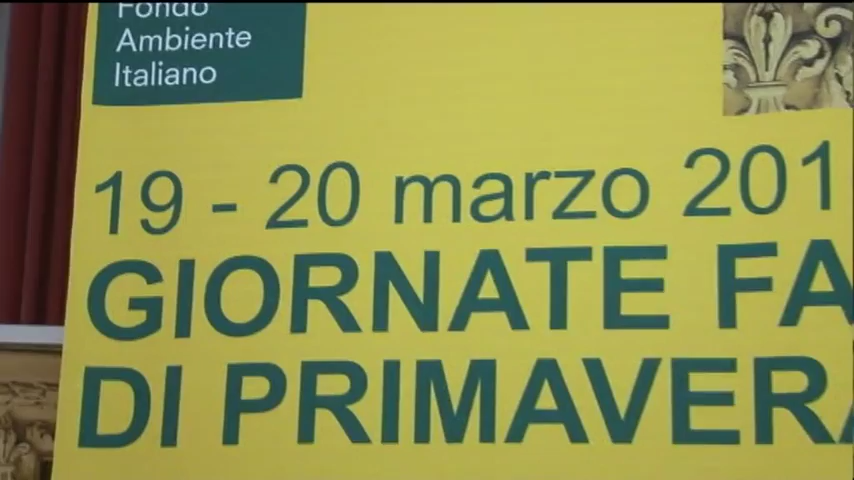 Fondo
Ambiente
Italiano
19 - 20 marzo 201
GIORNATE FA
DI PRIMAVERA